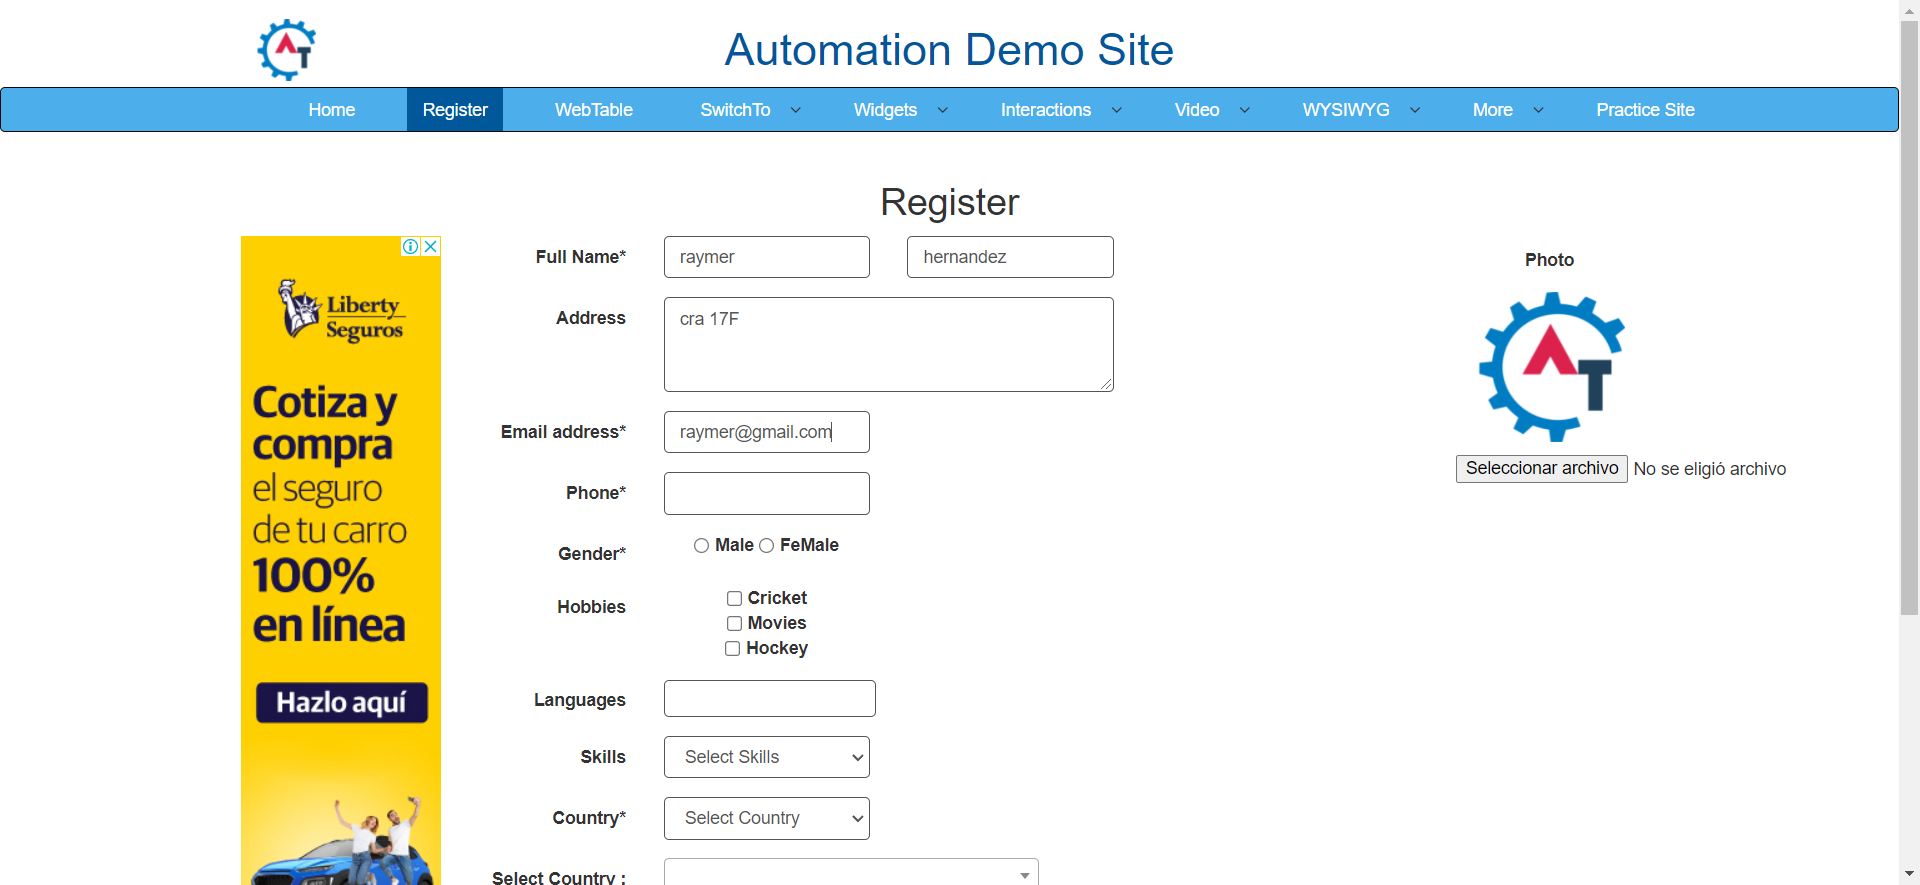 AT
Automation Demo Site
Home Register WebTable SwitchTo Widgets Interactions Video WYSIWYG More Practice Site
Register
Liberty
Seguros
Cotiza y
compra
el seguro
de tu carro
100%
en línea
Hazlo aquí
Full Name* raymer hernandez
Address cra 17F
Email address* raymer@gmail.com
Phone*
Gender* Male FeMale
Hobbies Cricket
Movies
Hockey
Languages
Skills Select Skills
Country* Select Country
Select Country :
Photo
AT
Seleccionar archivo No se eligió archivo